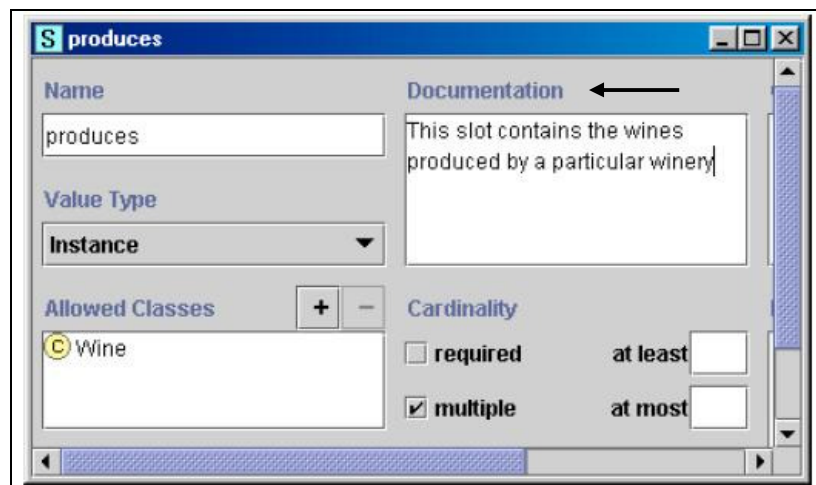 S produces
Name
produces
Value Type
Instance
Allowed Classes + −
C Wine
Documentation
This slot contains the wines
produced by a particular winery
Cardinality
required at least
multiple at most